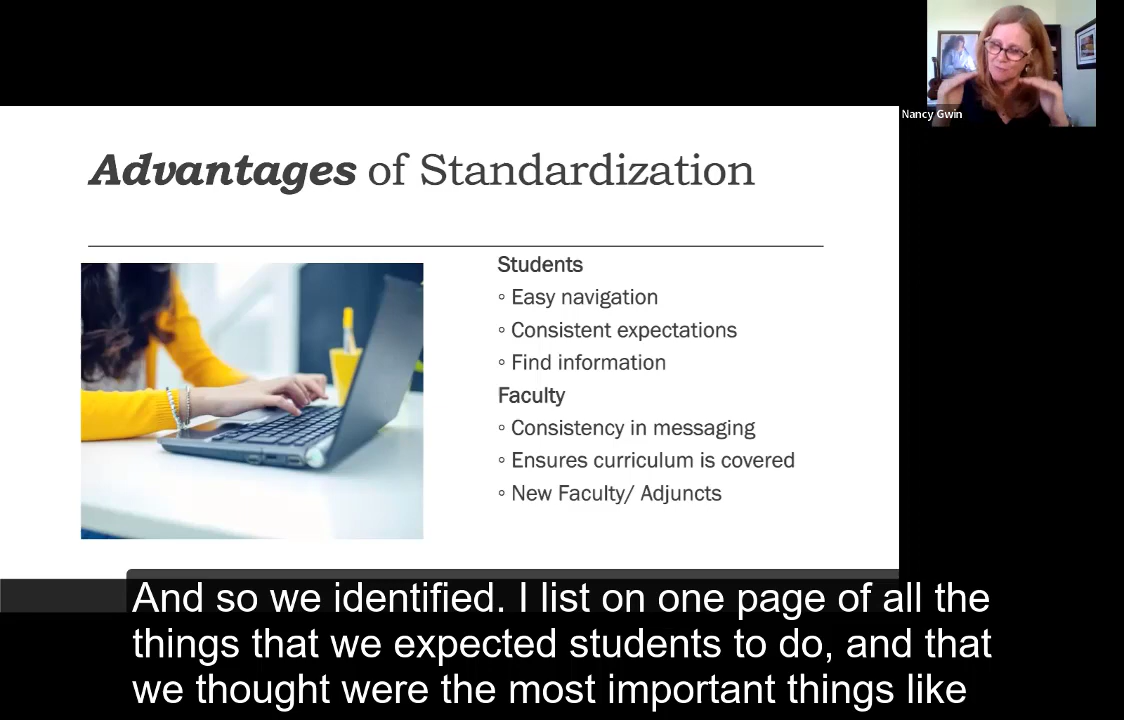 Nancy Gwin
Advantages of Standardization
Students
◦ Easy navigation
◦ Consistent expectations
◦ Find information
Faculty
◦ Consistency in messaging
◦ Ensures curriculum is covered
◦ New Faculty/ Adjuncts
And so we identified. I list on one page of all the
things that we expected students to do, and that
we thought were the most important things like